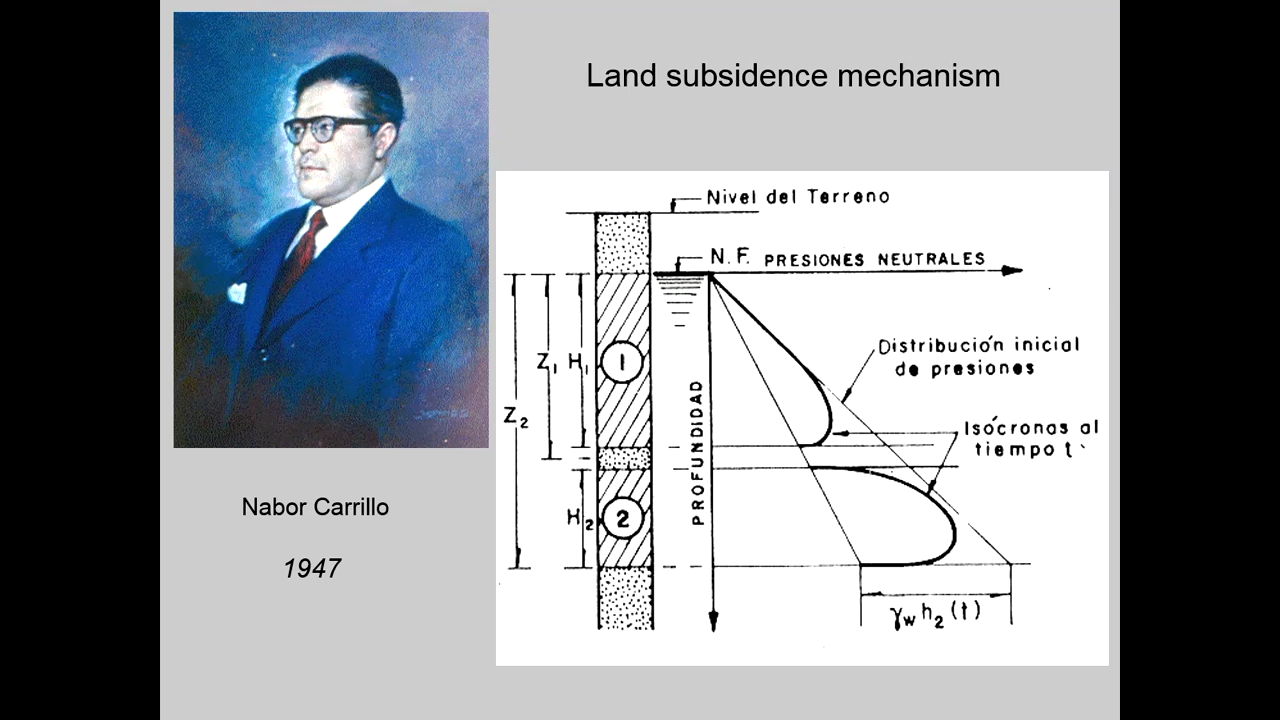 Land subsidence mechanism
Nabor Carrillo
1947
Nivel del Terreno
N.F. PRESIONES NEUTRALES
Distribución inicial
de presiones
Isócronas al
tiempo t
Z₂
Z₁
H₁
1
H₂
2
PROFUNDIDAD
γw h₂ (t)